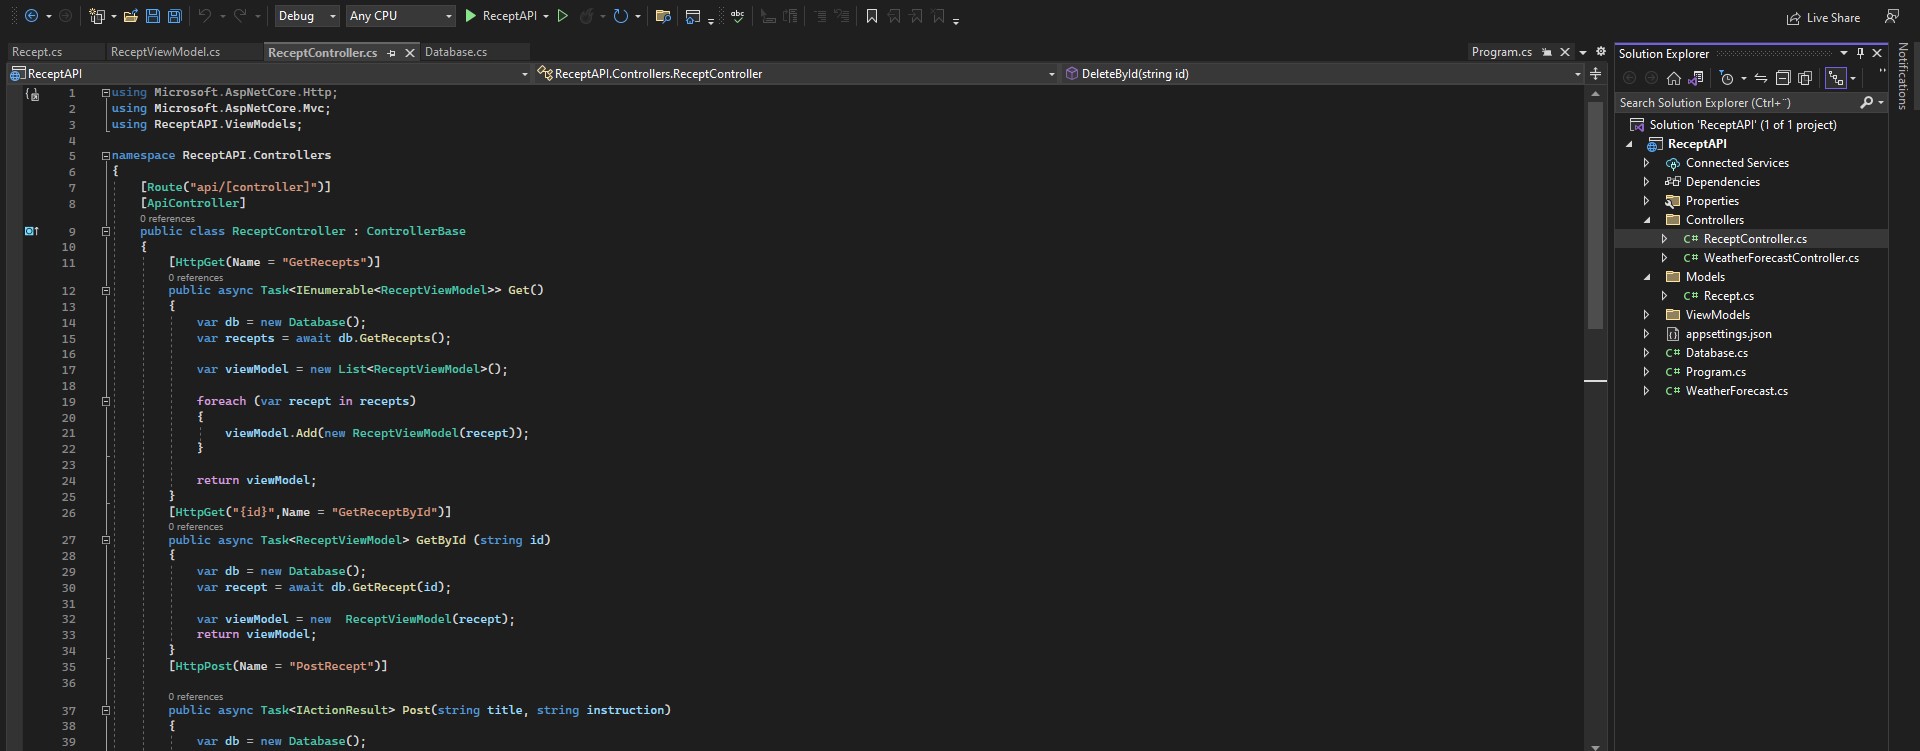 Debug Any CPU ReceptAPI abc Live Share
Recept.cs ReceptViewModel.cs ReceptController.cs Database.cs Program.cs
ReceptAPI ReceptAPI.Controllers.ReceptController DeleteById(string id)
1 using Microsoft.AspNetCore.Http;
2 using Microsoft.AspNetCore.Mvc;
3 using ReceptAPI.ViewModels;
4
5 namespace ReceptAPI.Controllers
6 {
7 [Route("api/[controller]")]
8 [ApiController]
0 references
9 public class ReceptController : ControllerBase
10 {
11 [HttpGet(Name = "GetRecepts")]
0 references
12 public async Task<IEnumerable<ReceptViewModel>> Get()
13 {
14 var db = new Database();
15 var recepts = await db.GetRecepts();
16
17 var viewModel = new List<ReceptViewModel>();
18
19 foreach (var recept in recepts)
20 {
21 viewModel.Add(new ReceptViewModel(recept));
22 }
23
24 return viewModel;
25 }
26 [HttpGet("{id}",Name = "GetReceptById")]
0 references
27 public async Task<ReceptViewModel> GetById (string id)
28 {
29 var db = new Database();
30 var recept = await db.GetRecept(id);
31
32 var viewModel = new  ReceptViewModel(recept);
33 return viewModel;
34 }
35 [HttpPost(Name = "PostRecept")]
36
0 references
37 public async Task<IActionResult> Post(string title, string instruction)
38 {
39 var db = new Database();
Solution Explorer
Search Solution Explorer (Ctrl+¨)
Solution 'ReceptAPI' (1 of 1 project)
ReceptAPI
Connected Services
Dependencies
Properties
Controllers
C# ReceptController.cs
C# WeatherForecastController.cs
Models
C# Recept.cs
ViewModels
appsettings.json
C# Database.cs
C# Program.cs
C# WeatherForecast.cs
Notifications